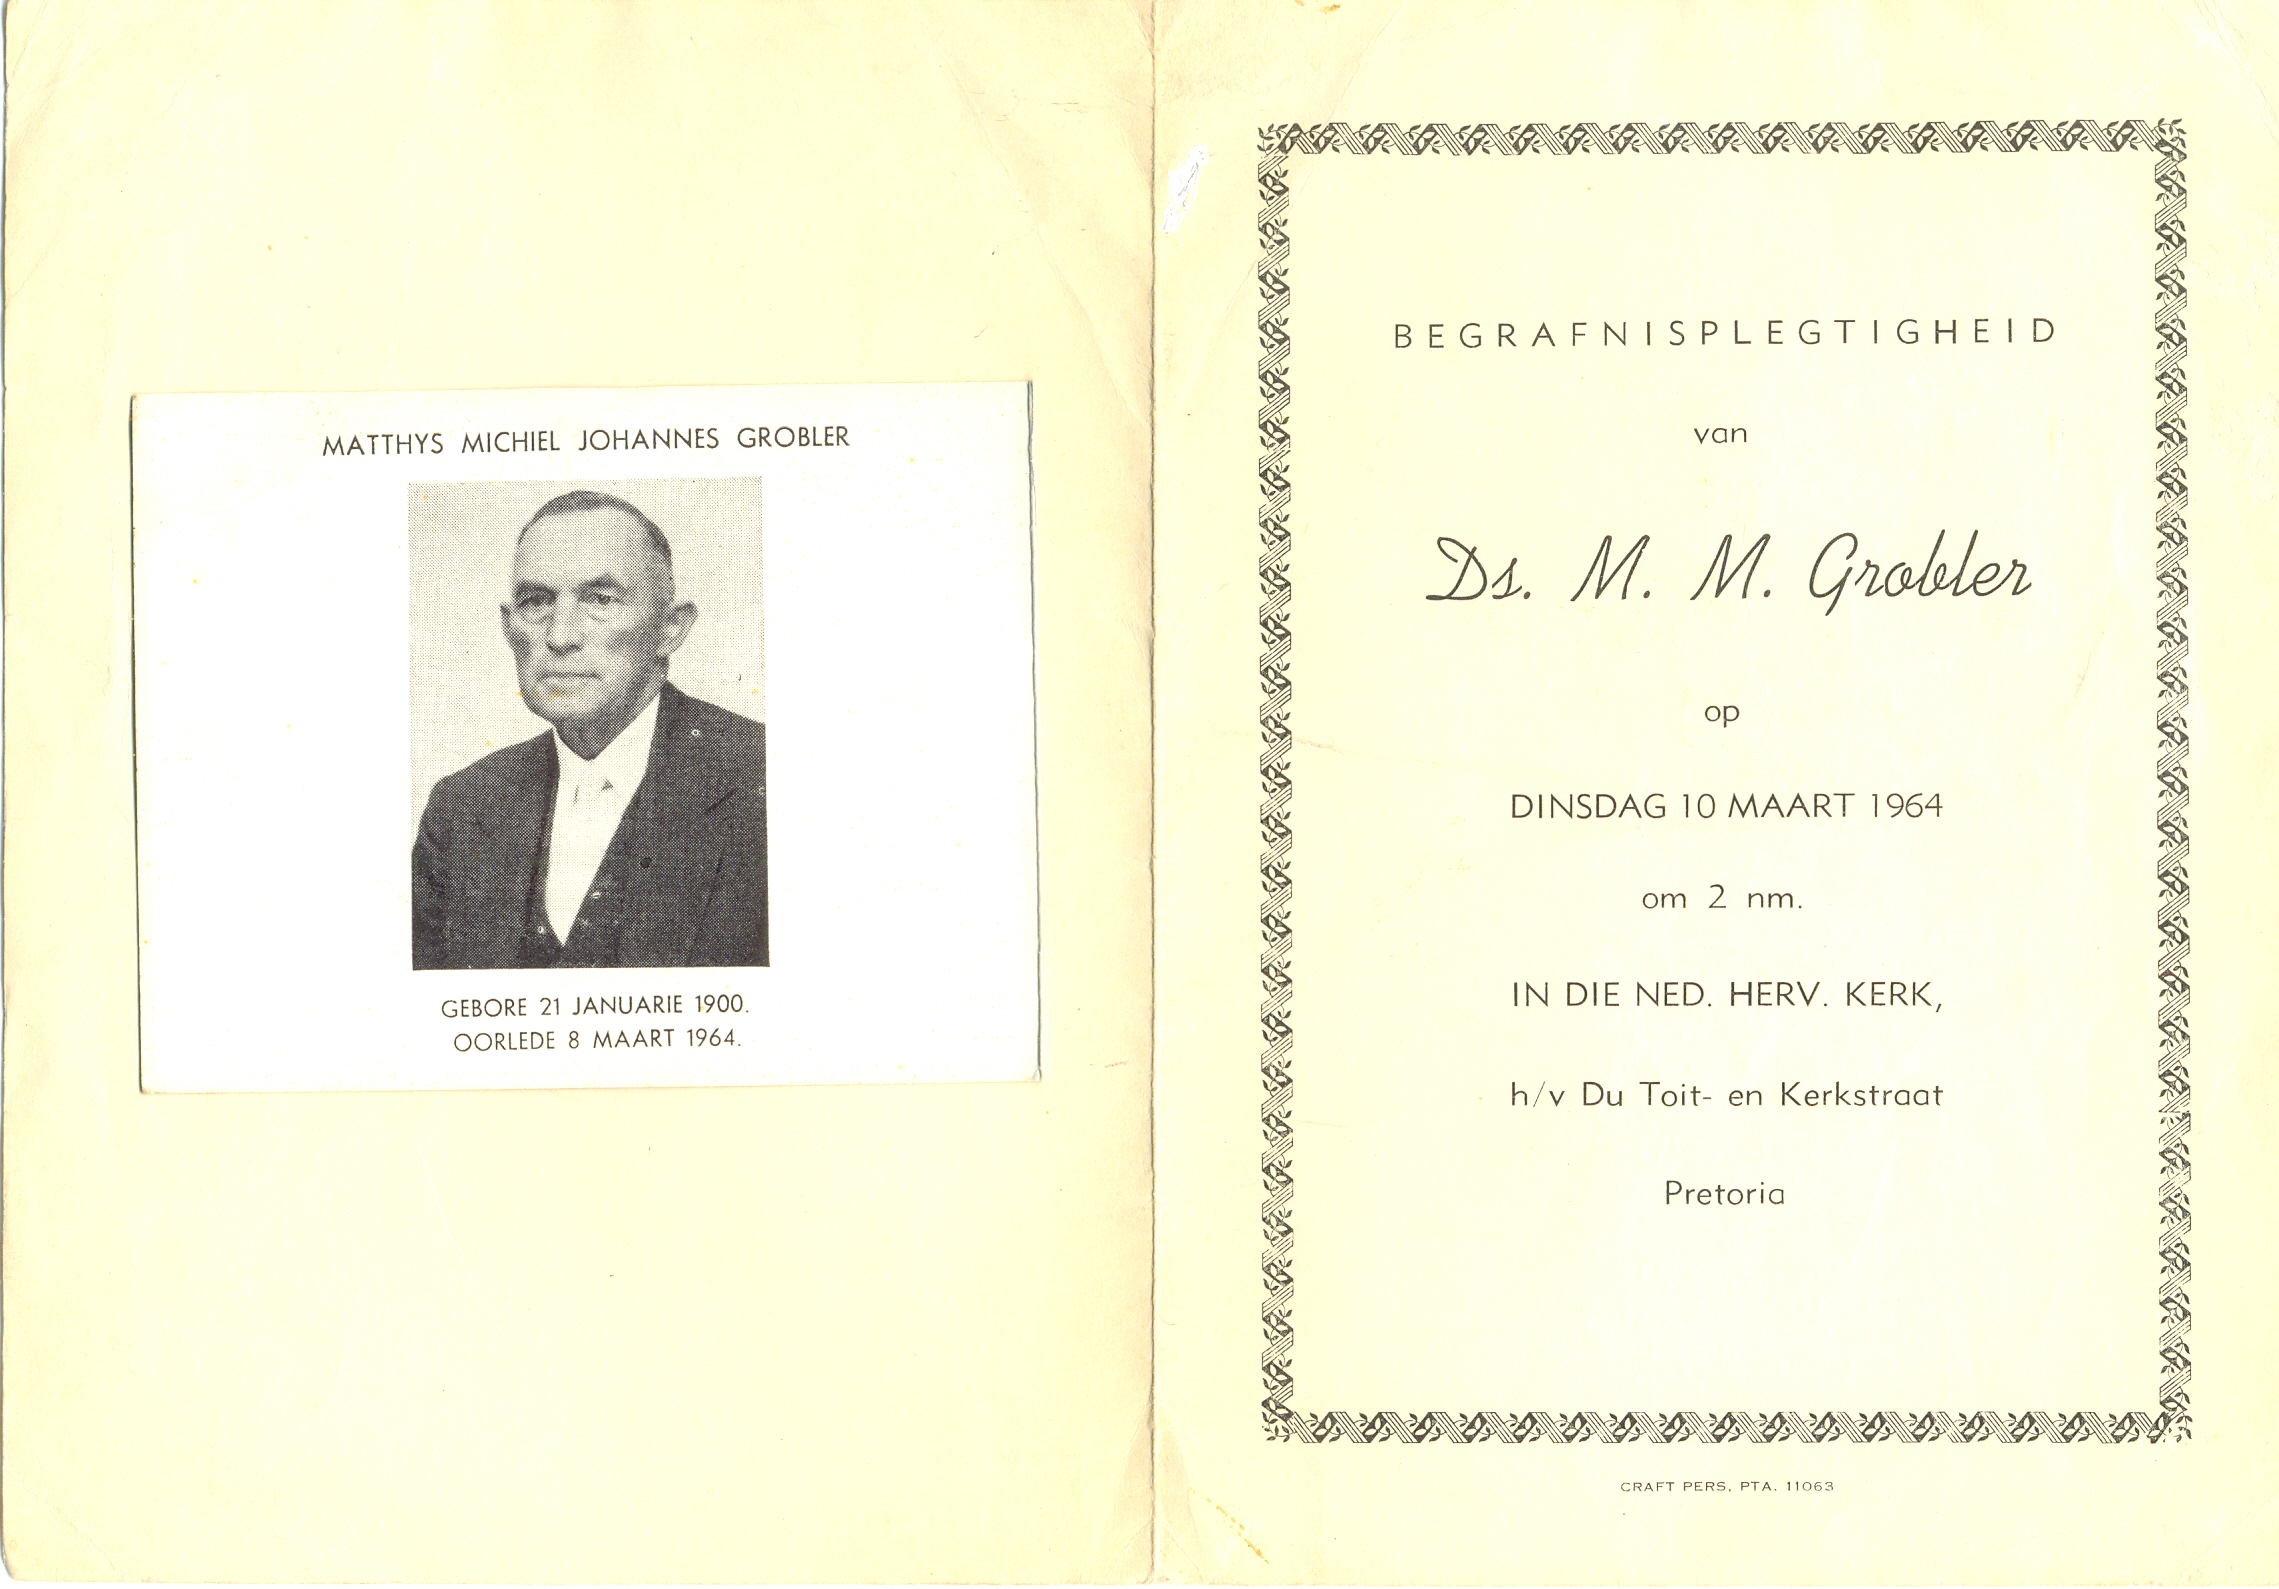 MATTHYS MICHIEL JOHANNES GROBLER
GEBORE 21 JANUARIE 1900.
OORLEDE 8 MAART 1964.
BEGRAFNISPLEGTIGHEID
van
Ds. M. M. Grobler
op
DINSDAG 10 MAART 1964
om 2 nm.
IN DIE NED. HERV. KERK,
h/v Du Toit- en Kerkstraat
Pretoria
CRAFT PERS, PTA. 11063